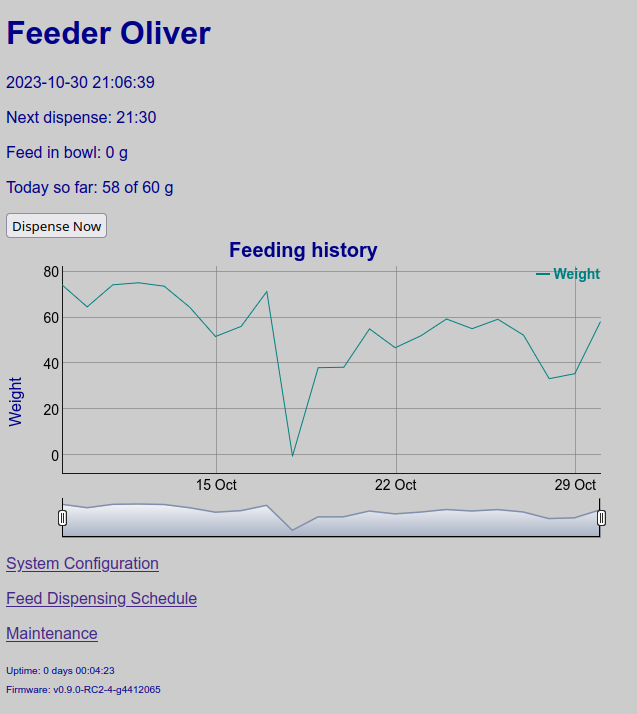 Feeder Oliver
2023-10-30 21:06:39
Next dispense: 21:30
Feed in bowl: 0 g
Today so far: 58 of 60 g
Dispense Now
Feeding history
Weight
80
60
40
20
0
Weight
15 Oct 22 Oct 29 Oct
System Configuration
Feed Dispensing Schedule
Maintenance
Uptime: 0 days 00:04:23
Firmware: v0.9.0-RC2-4-g4412065